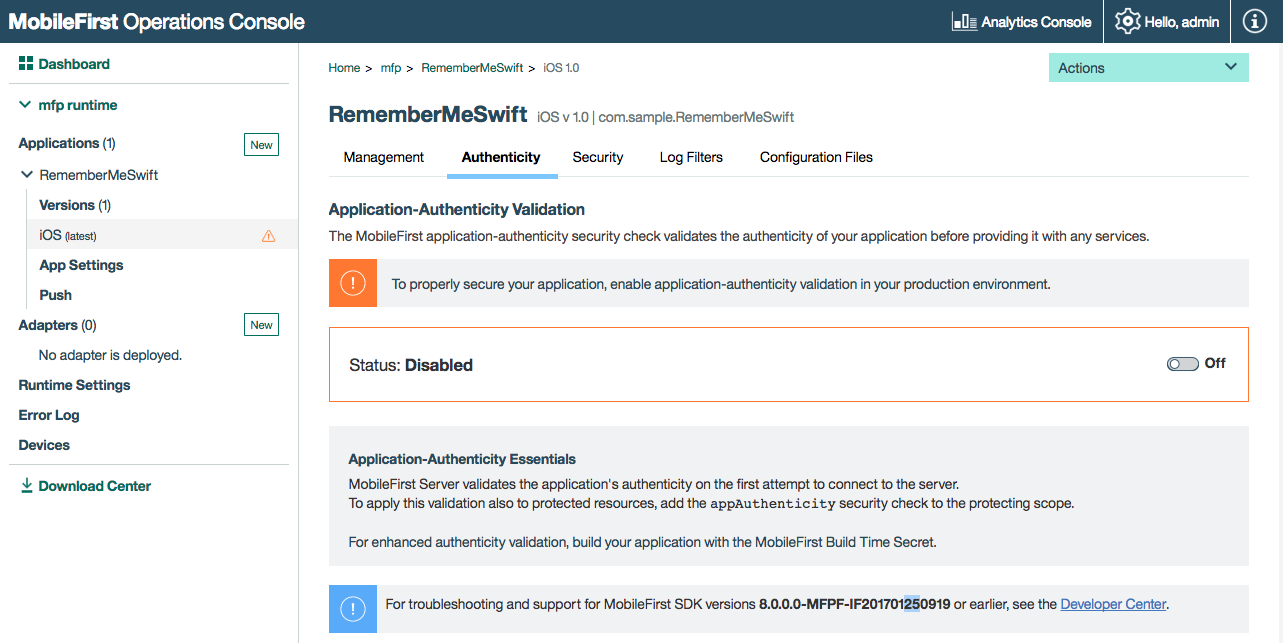 MobileFirst Operations Console
Analytics Console
Hello, admin
Dashboard
mfp runtime
Applications (1)
New
RememberMeSwift
Versions (1)
iOS (latest)
App Settings
Push
Adapters (0)
New
No adapter is deployed.
Runtime Settings
Error Log
Devices
Download Center
Home > mfp > RememberMeSwift > iOS 1.0
Actions
RememberMeSwift iOS v 1.0 | com.sample.RememberMeSwift
Management Authenticity Security Log Filters Configuration Files
Application-Authenticity Validation
The MobileFirst application-authenticity security check validates the authenticity of your application before providing it with any services.
To properly secure your application, enable application-authenticity validation in your production environment.
Status: Disabled
Off
Application-Authenticity Essentials
MobileFirst Server validates the application's authenticity on the first attempt to connect to the server.
To apply this validation also to protected resources, add the appAuthenticity security check to the protecting scope.
For enhanced authenticity validation, build your application with the MobileFirst Build Time Secret.
For troubleshooting and support for MobileFirst SDK versions 8.0.0.0-MFPF-IF201701250919 or earlier, see the Developer Center.